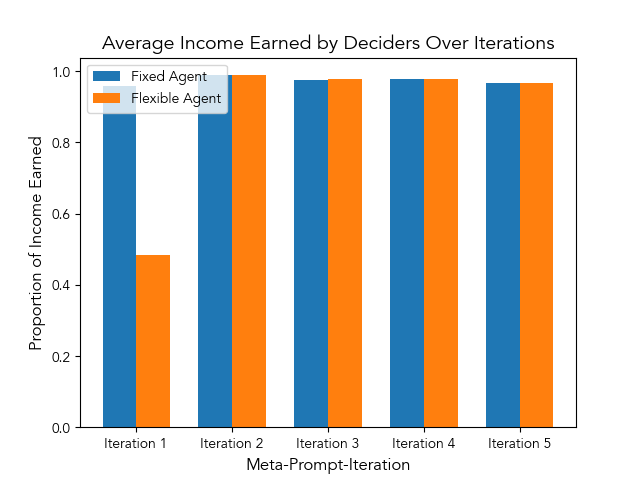 Average Income Earned by Deciders Over Iterations
Fixed Agent
Flexible Agent
Proportion of Income Earned
1.0
0.8
0.6
0.4
0.2
0.0
Iteration 1
Iteration 2
Iteration 3
Iteration 4
Iteration 5
Meta-Prompt-Iteration